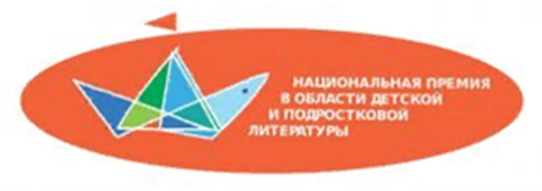 НАЦИОНАЛЬНАЯ ПРЕМИЯ
В ОБЛАСТИ ДЕТСКОЙ
И ПОДРОСТКОВОЙ
ЛИТЕРАТУРЫ